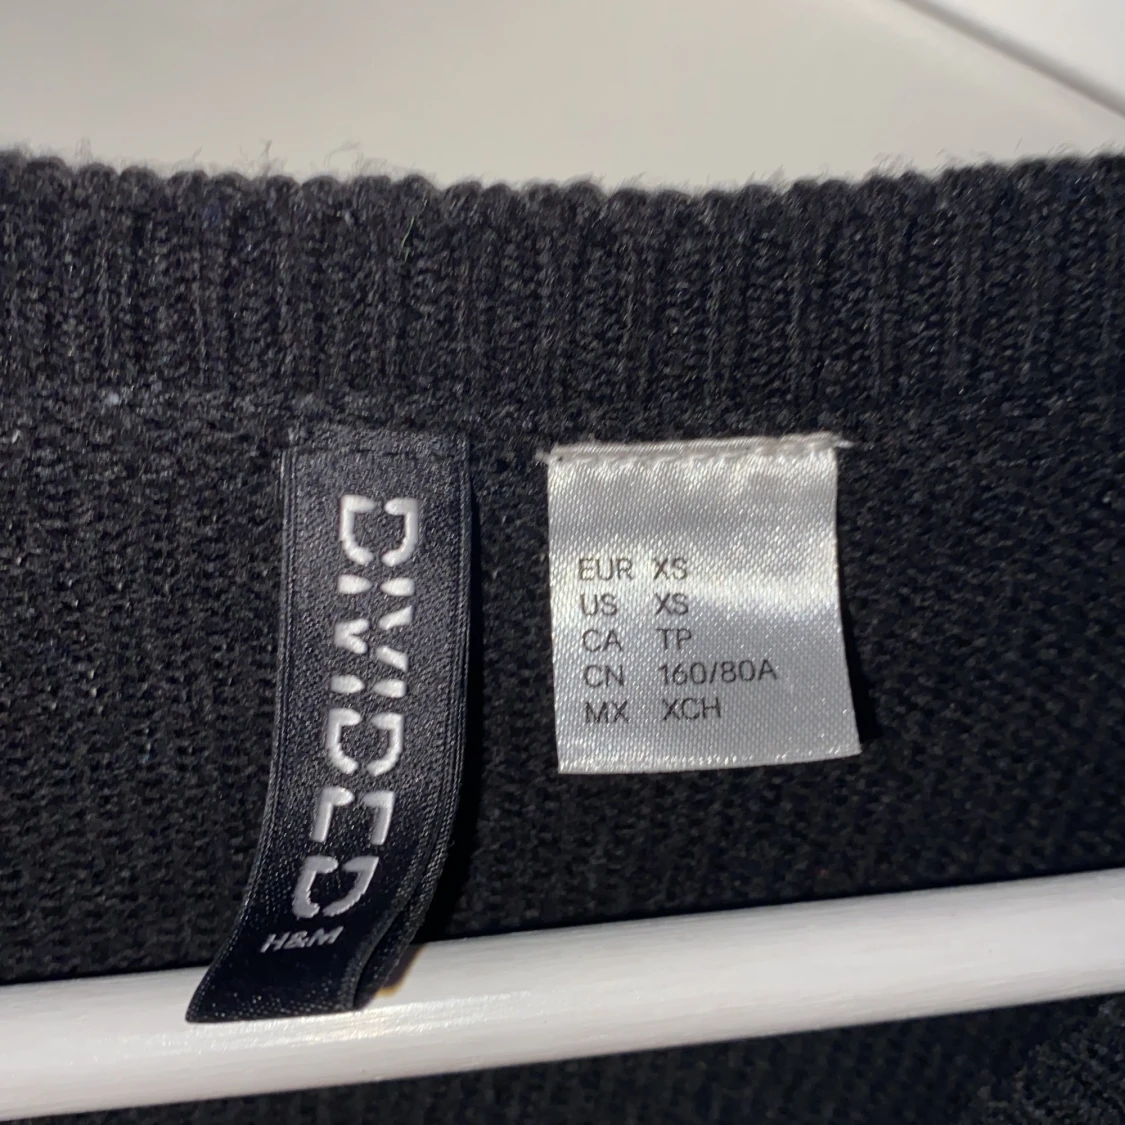 DIVIDED
H&M
EUR XS
US XS
CA TP
CN 160/80A
MX XCH